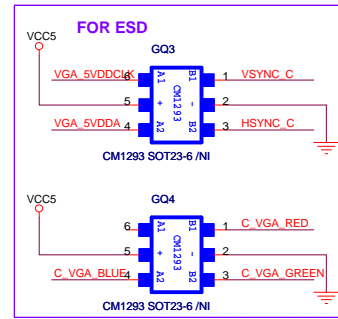 FOR ESD
VCC5
GQ3
VGA_5VDDCLK 6 A1 B1 1 VSYNC_C
5 + CM1293 - 2
VGA_5VDDA 4 A2 B2 3 HSYNC_C
CM1293 SOT23-6 /NI
VCC5
GQ4
6 A1 B1 1 C_VGA_RED
5 + CM1293 - 2
C_VGA_BLUE 4 A2 B2 3 C_VGA_GREEN
CM1293 SOT23-6 /NI